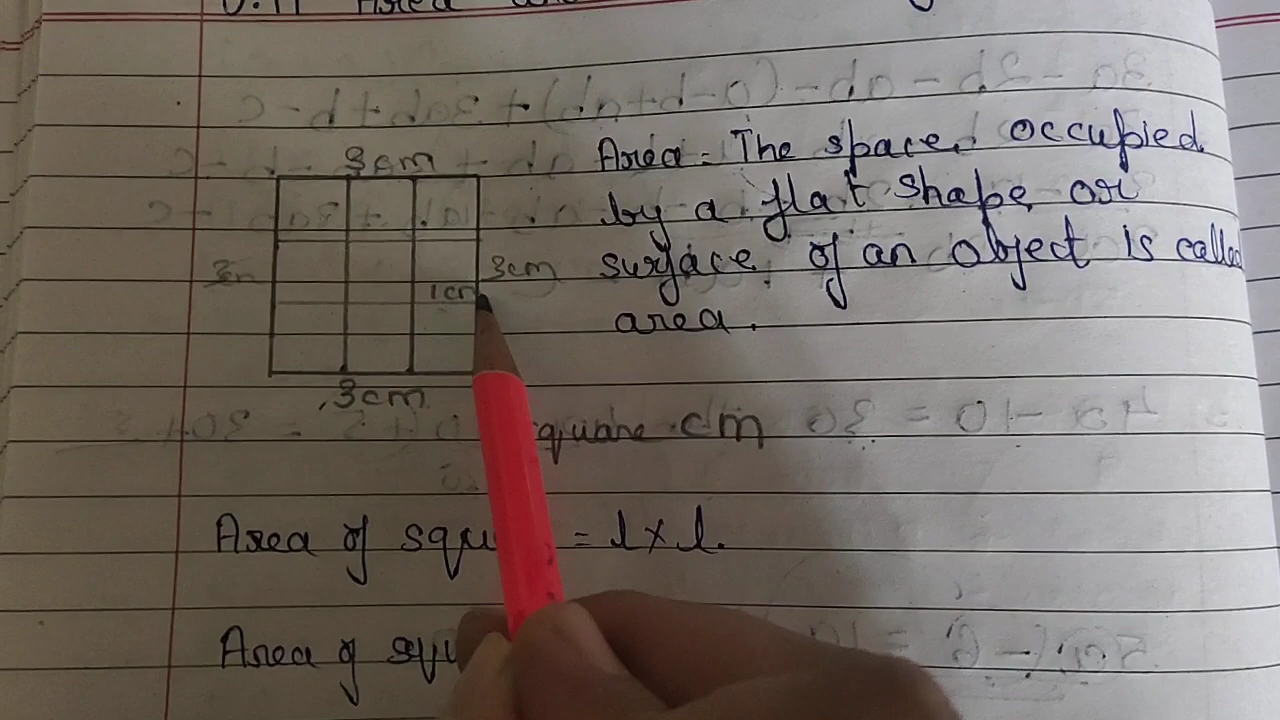 Area
3cm
Area = The space occupied
by a flat shape or
surface of an object is called
area.
3cm
1cm
3cm
square cm
Area of squ = l x l.
Area of squ